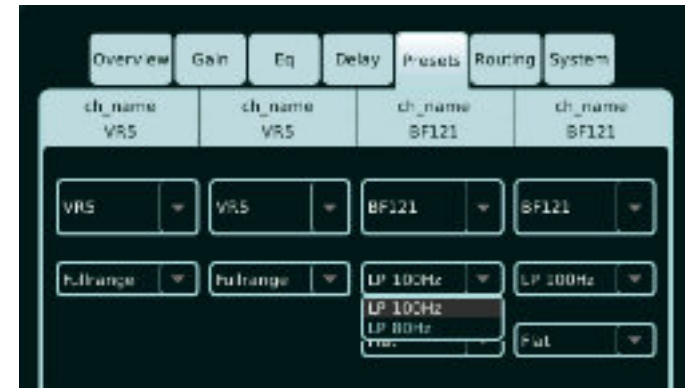 Overview Gain Eq Delay Presets Routing System
ch_name ch_name ch_name ch_name
VR5 VR5 BF121 BF121
VR5 VR5 BF121 BF121
Fullrange Fullrange LP 100Hz LP 100Hz
LP 100Hz
LP 80Hz
Flat